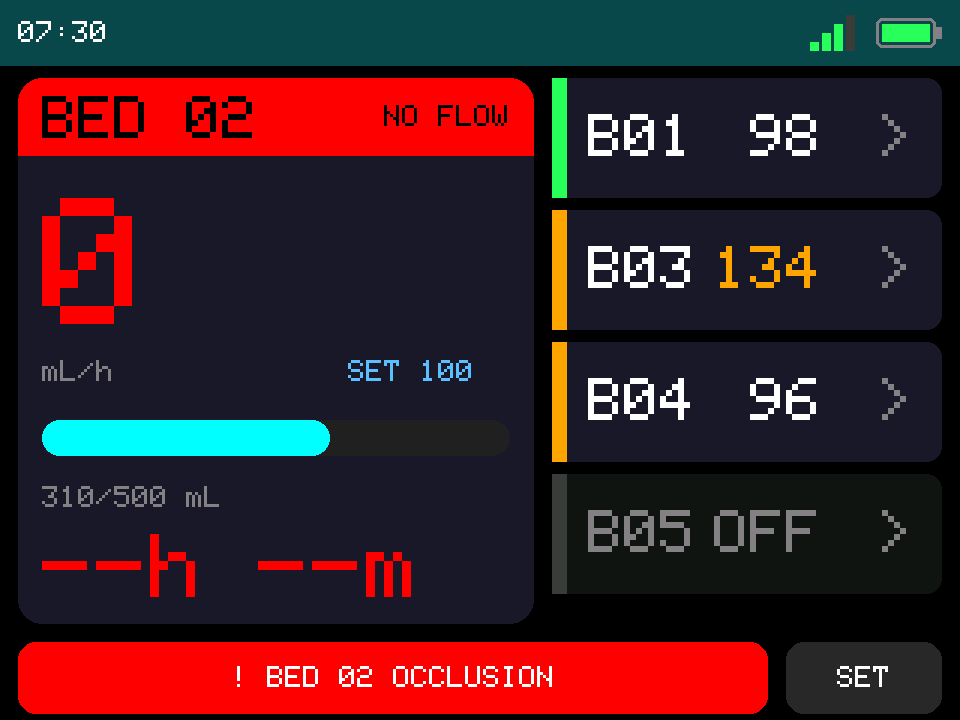 07:30
BED 02 NO FLOW
0
mL/h SET 100
310/500 mL
--h --m
B01 98 >
B03 134 >
B04 96 >
B05 OFF >
! BED 02 OCCLUSION
SET